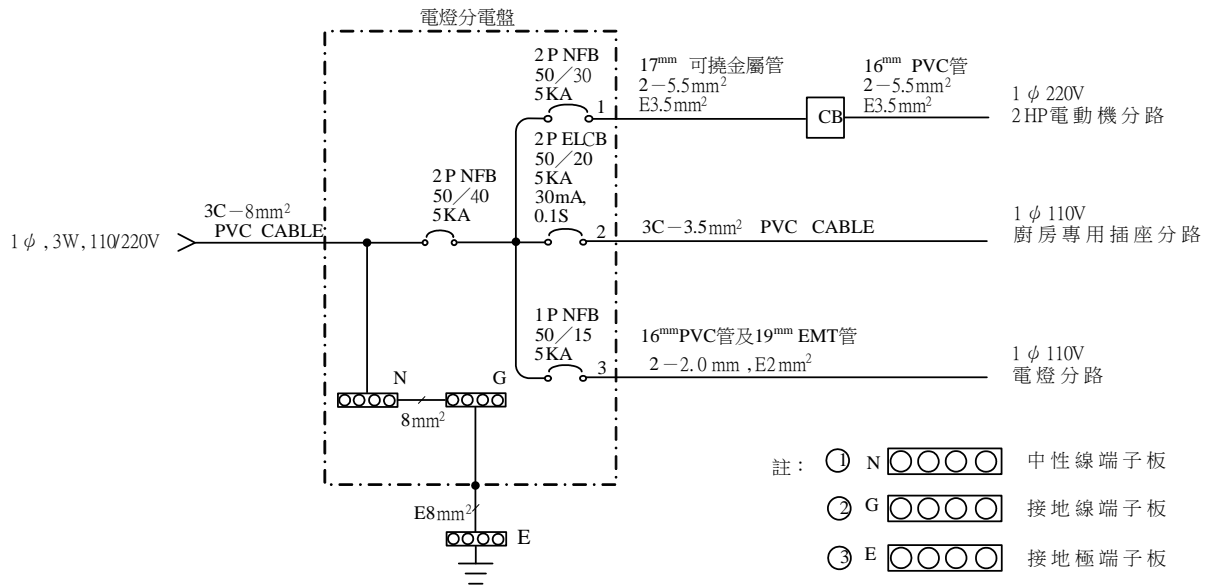 電燈分電盤
2 P NFB
50／30
5KA
1
17mm 可撓金屬管
2－5.5mm²
E3.5mm²
CB
16mm PVC管
2－5.5mm²
E3.5mm²
1 φ 220V
2HP電動機分路
2P ELCB
50／20
5KA
30mA,
0.1S
2
3C－3.5mm² PVC CABLE
1 φ 110V
廚房專用插座分路
2 P NFB
50／40
5KA
3C－8mm²
PVC CABLE
1 φ , 3W, 110/220V
1 P NFB
50／15
5KA
3
16mmPVC管及19mm EMT管
2－2.0 mm , E2mm²
1 φ 110V
電燈分路
N
G
8mm²
E8mm²
E
註： ① N 中性線端子板
② G 接地線端子板
③ E 接地極端子板